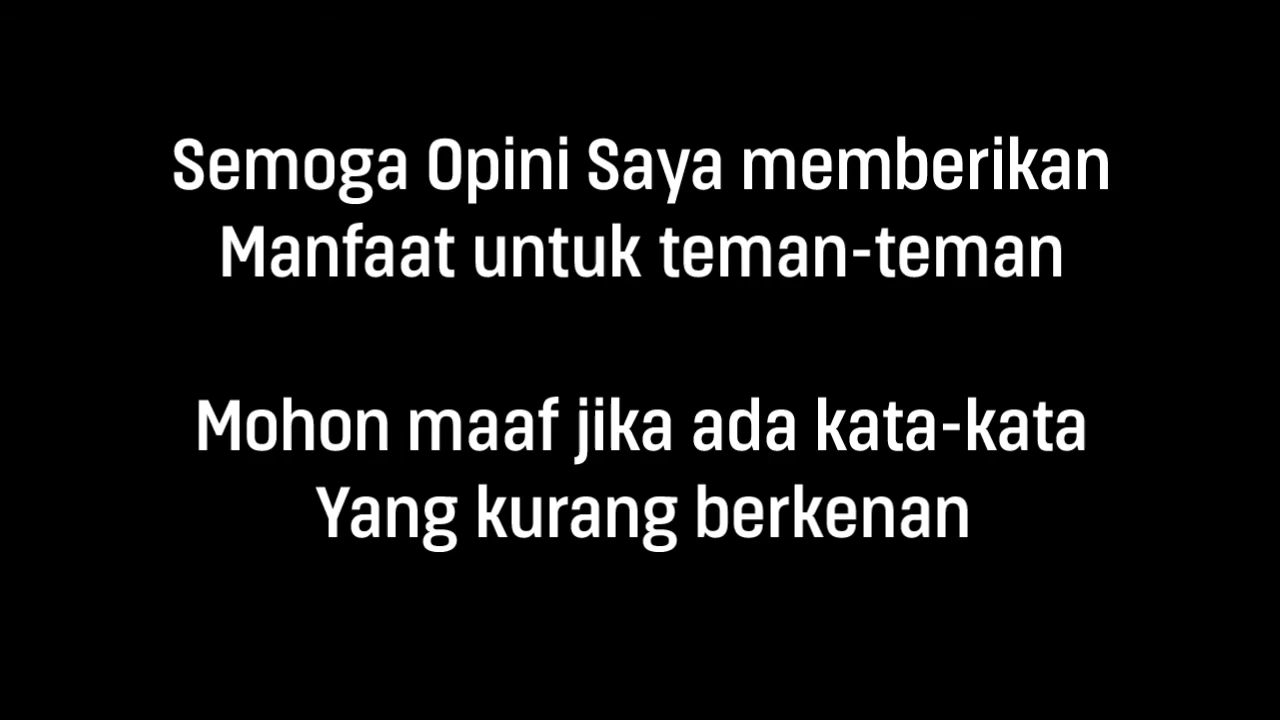 Semoga Opini Saya memberikan
Manfaat untuk teman-teman
Mohon maaf jika ada kata-kata
Yang kurang berkenan